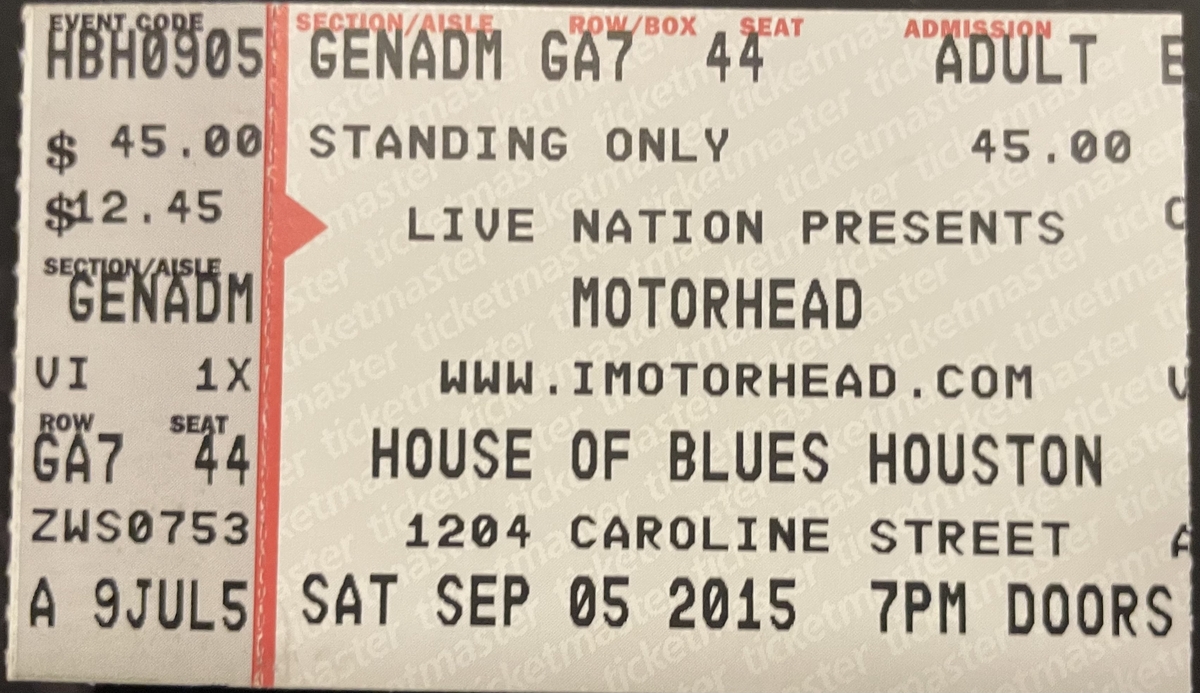 EVENT CODE
HBH0905
$ 45.00
$12.45
SECTION/AISLE
GENADM
VI 1X
ROW SEAT
GA7 44
ZWS0753
A 9JUL5
SECTION/AISLE ROW/BOX SEAT ADMISSION
GENADM GA7 44 ADULT
STANDING ONLY 45.00
LIVE NATION PRESENTS
MOTORHEAD
WWW.IMOTORHEAD.COM
HOUSE OF BLUES HOUSTON
1204 CAROLINE STREET
SAT SEP 05 2015 7PM DOORS
ticketmaster